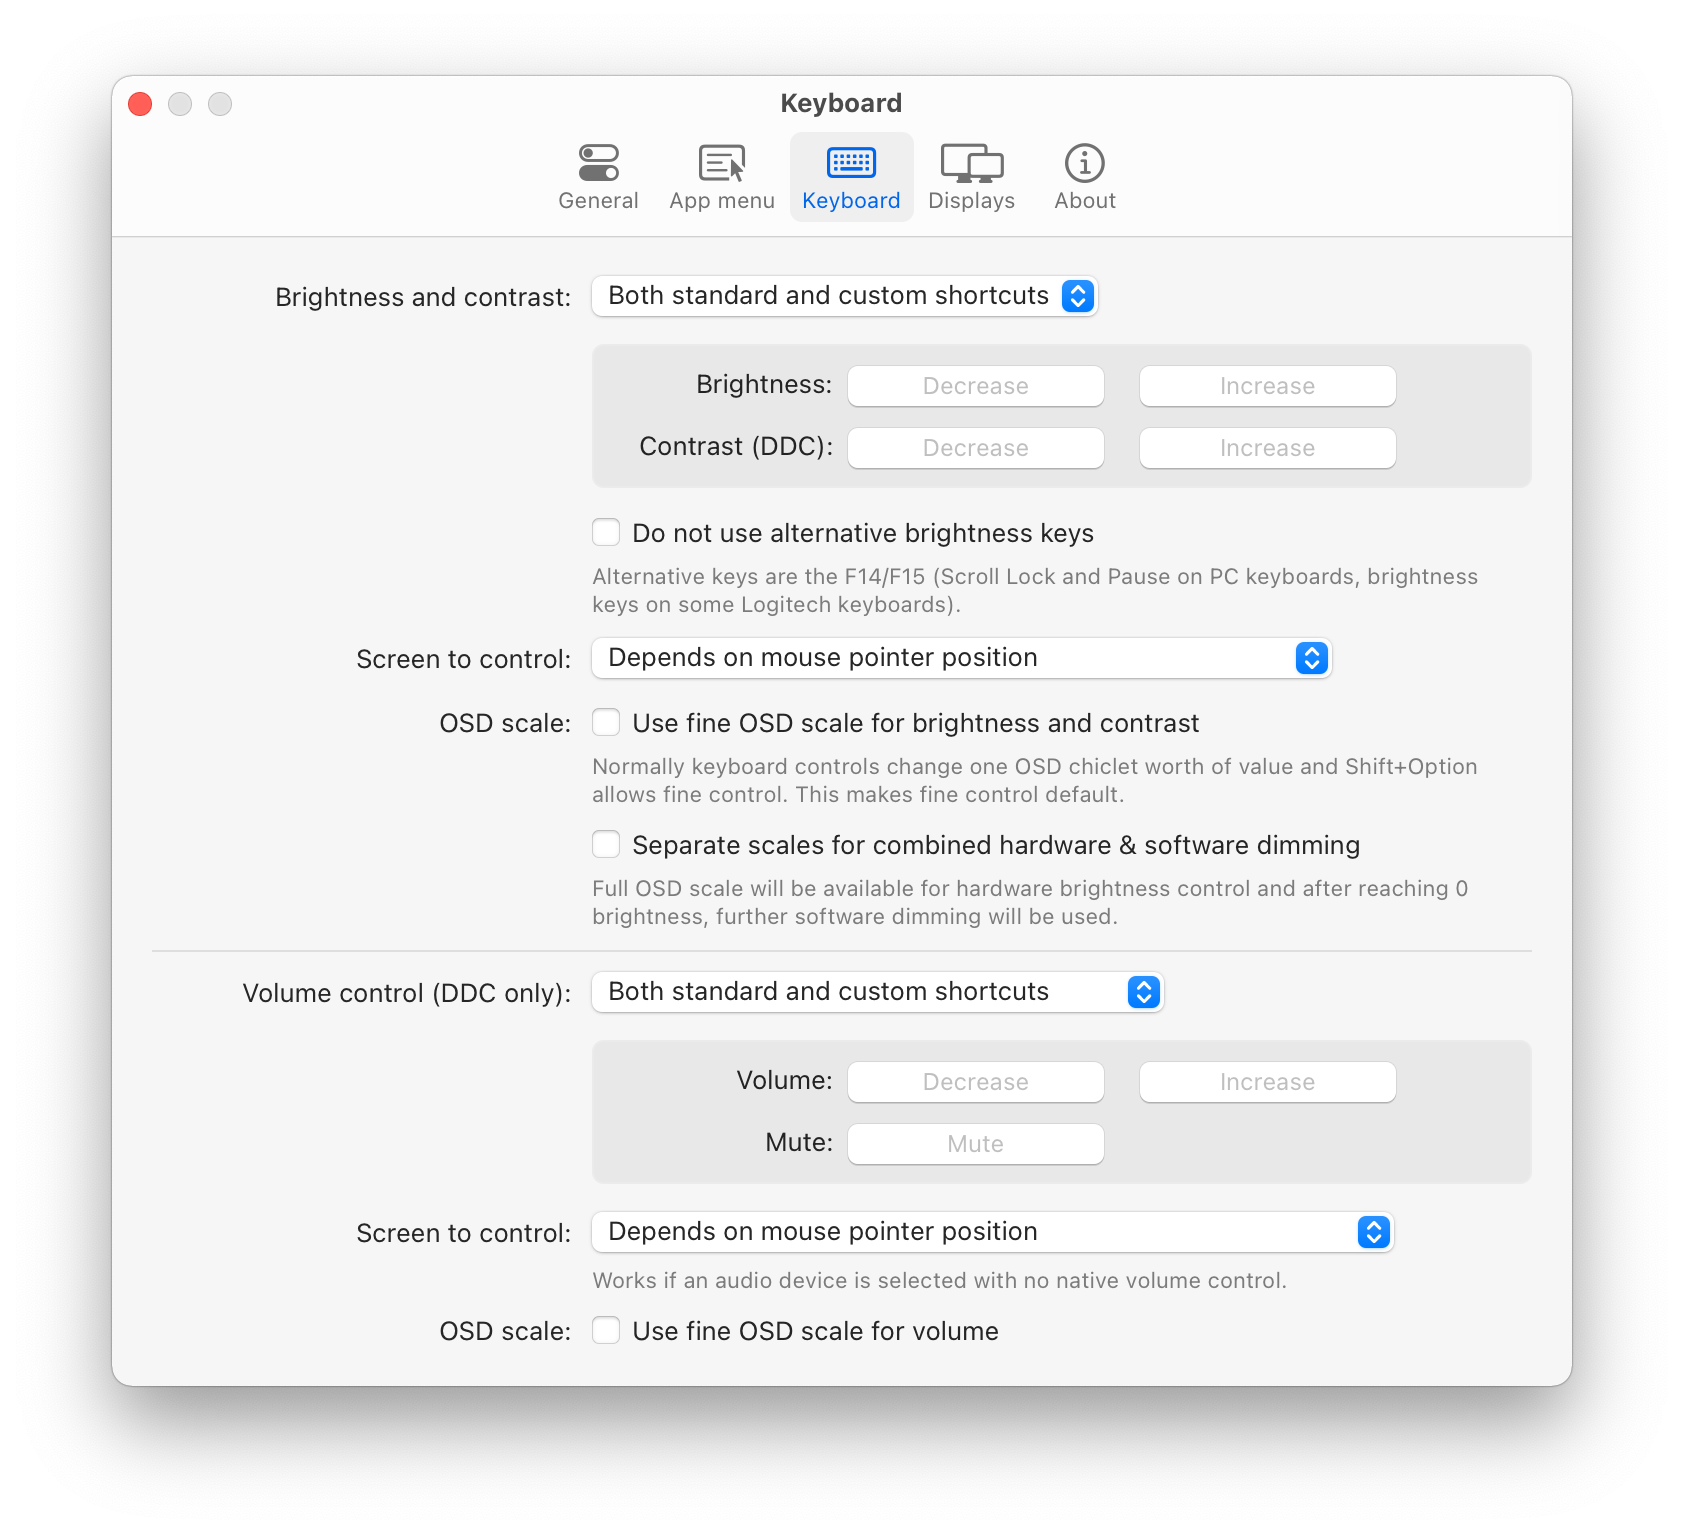 Keyboard
General
App menu
Keyboard
Displays
About
Brightness and contrast: Both standard and custom shortcuts
Brightness: Decrease Increase
Contrast (DDC): Decrease Increase
Do not use alternative brightness keys
Alternative keys are the F14/F15 (Scroll Lock and Pause on PC keyboards, brightness
keys on some Logitech keyboards).
Screen to control: Depends on mouse pointer position
OSD scale: Use fine OSD scale for brightness and contrast
Normally keyboard controls change one OSD chiclet worth of value and Shift+Option
allows fine control. This makes fine control default.
Separate scales for combined hardware & software dimming
Full OSD scale will be available for hardware brightness control and after reaching 0
brightness, further software dimming will be used.
Volume control (DDC only): Both standard and custom shortcuts
Volume: Decrease Increase
Mute: Mute
Screen to control: Depends on mouse pointer position
Works if an audio device is selected with no native volume control.
OSD scale: Use fine OSD scale for volume